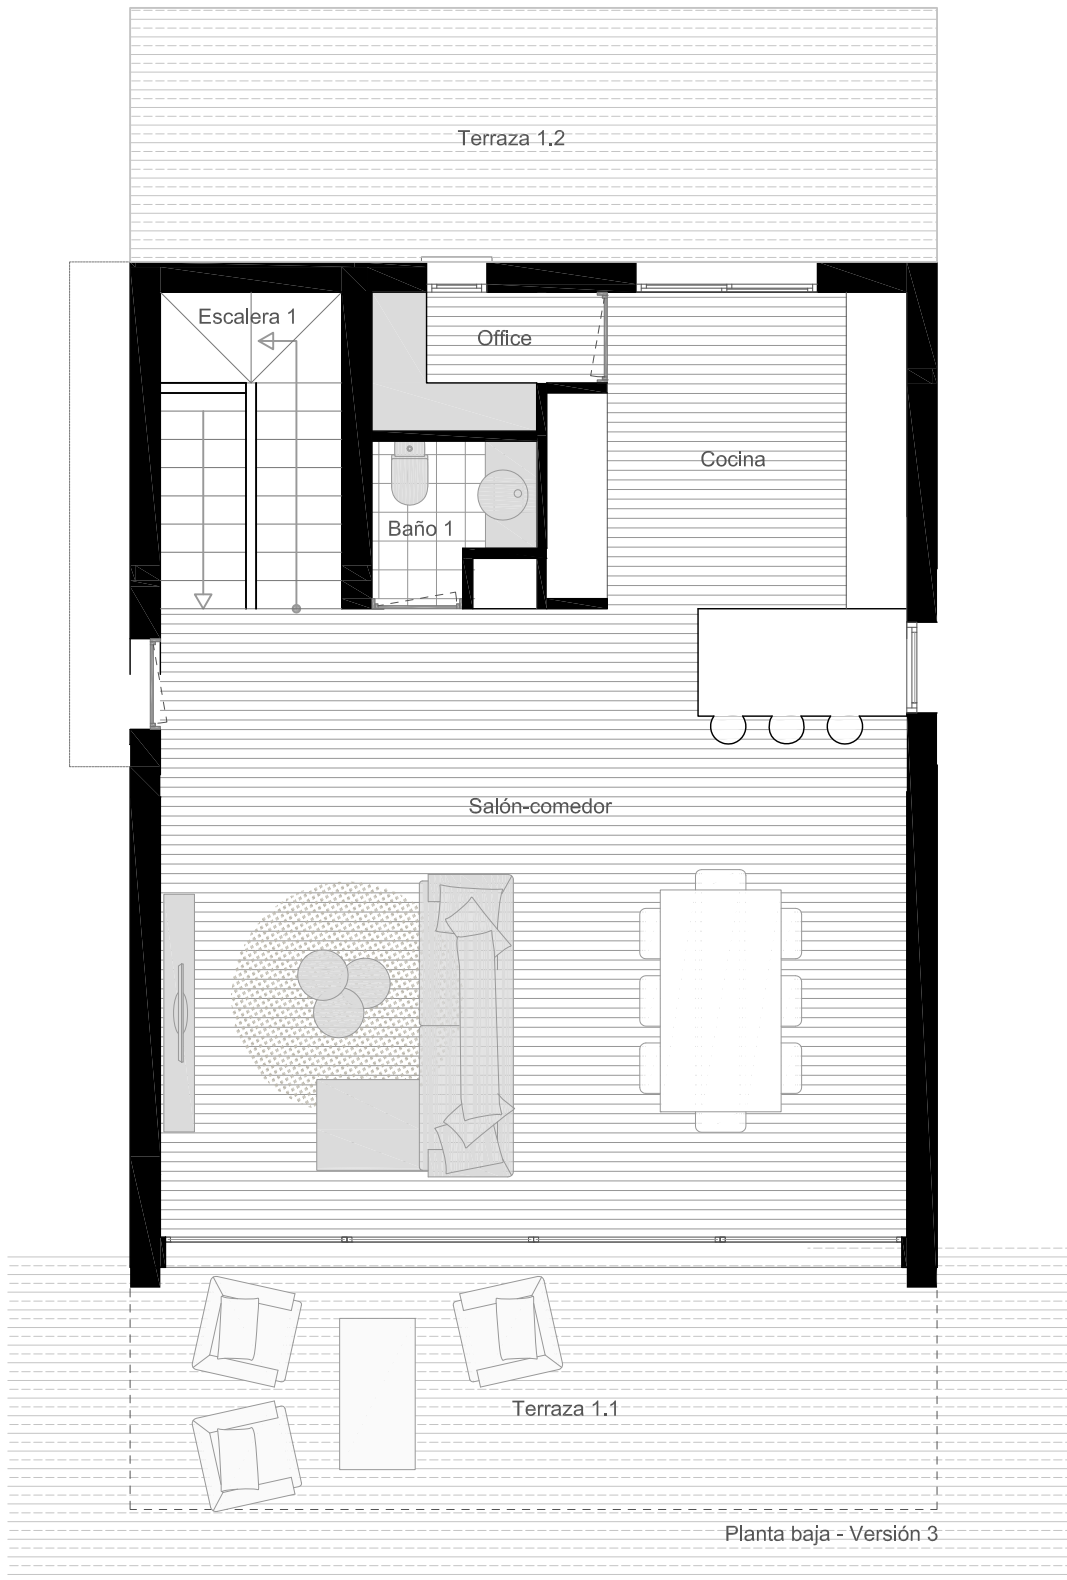 Terraza 1.2
Escalera 1
Office
Cocina
Baño 1
Salón-comedor
Terraza 1.1
Planta baja - Versión 3